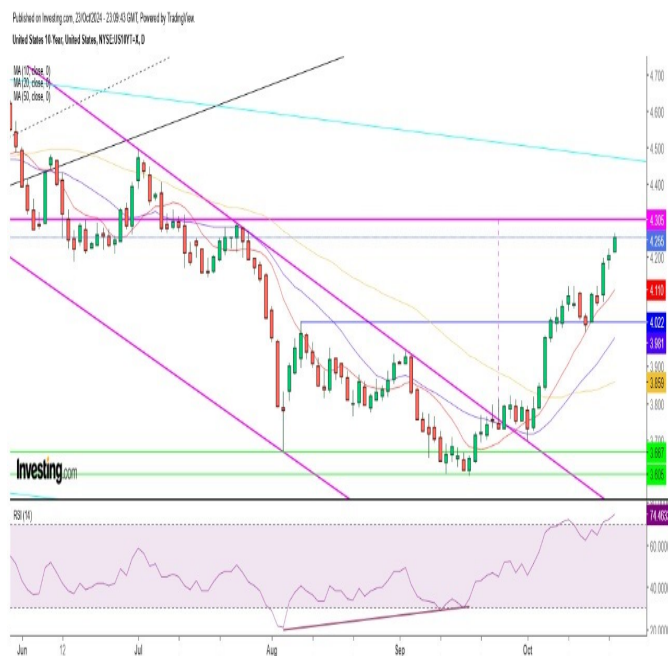 Published on Investing.com, 23/Oct/2024 - 23:09:43 GMT, Powered by TradingView.
United States 10-Year, United States, NYSE:US10YT=X, D
MA (10, close, 0)
MA (20, close, 0)
MA (50, close, 0)
4.700
4.600
4.500
4.400
4.305
4.255
4.200
4.110
4.022
3.981
3.900
3.859
3.800
3.700
3.667
Investing.com
RSI (14)
74.4633
60.0000
40.0000
20.0000
Jun 12 Jul Aug Sep Oct